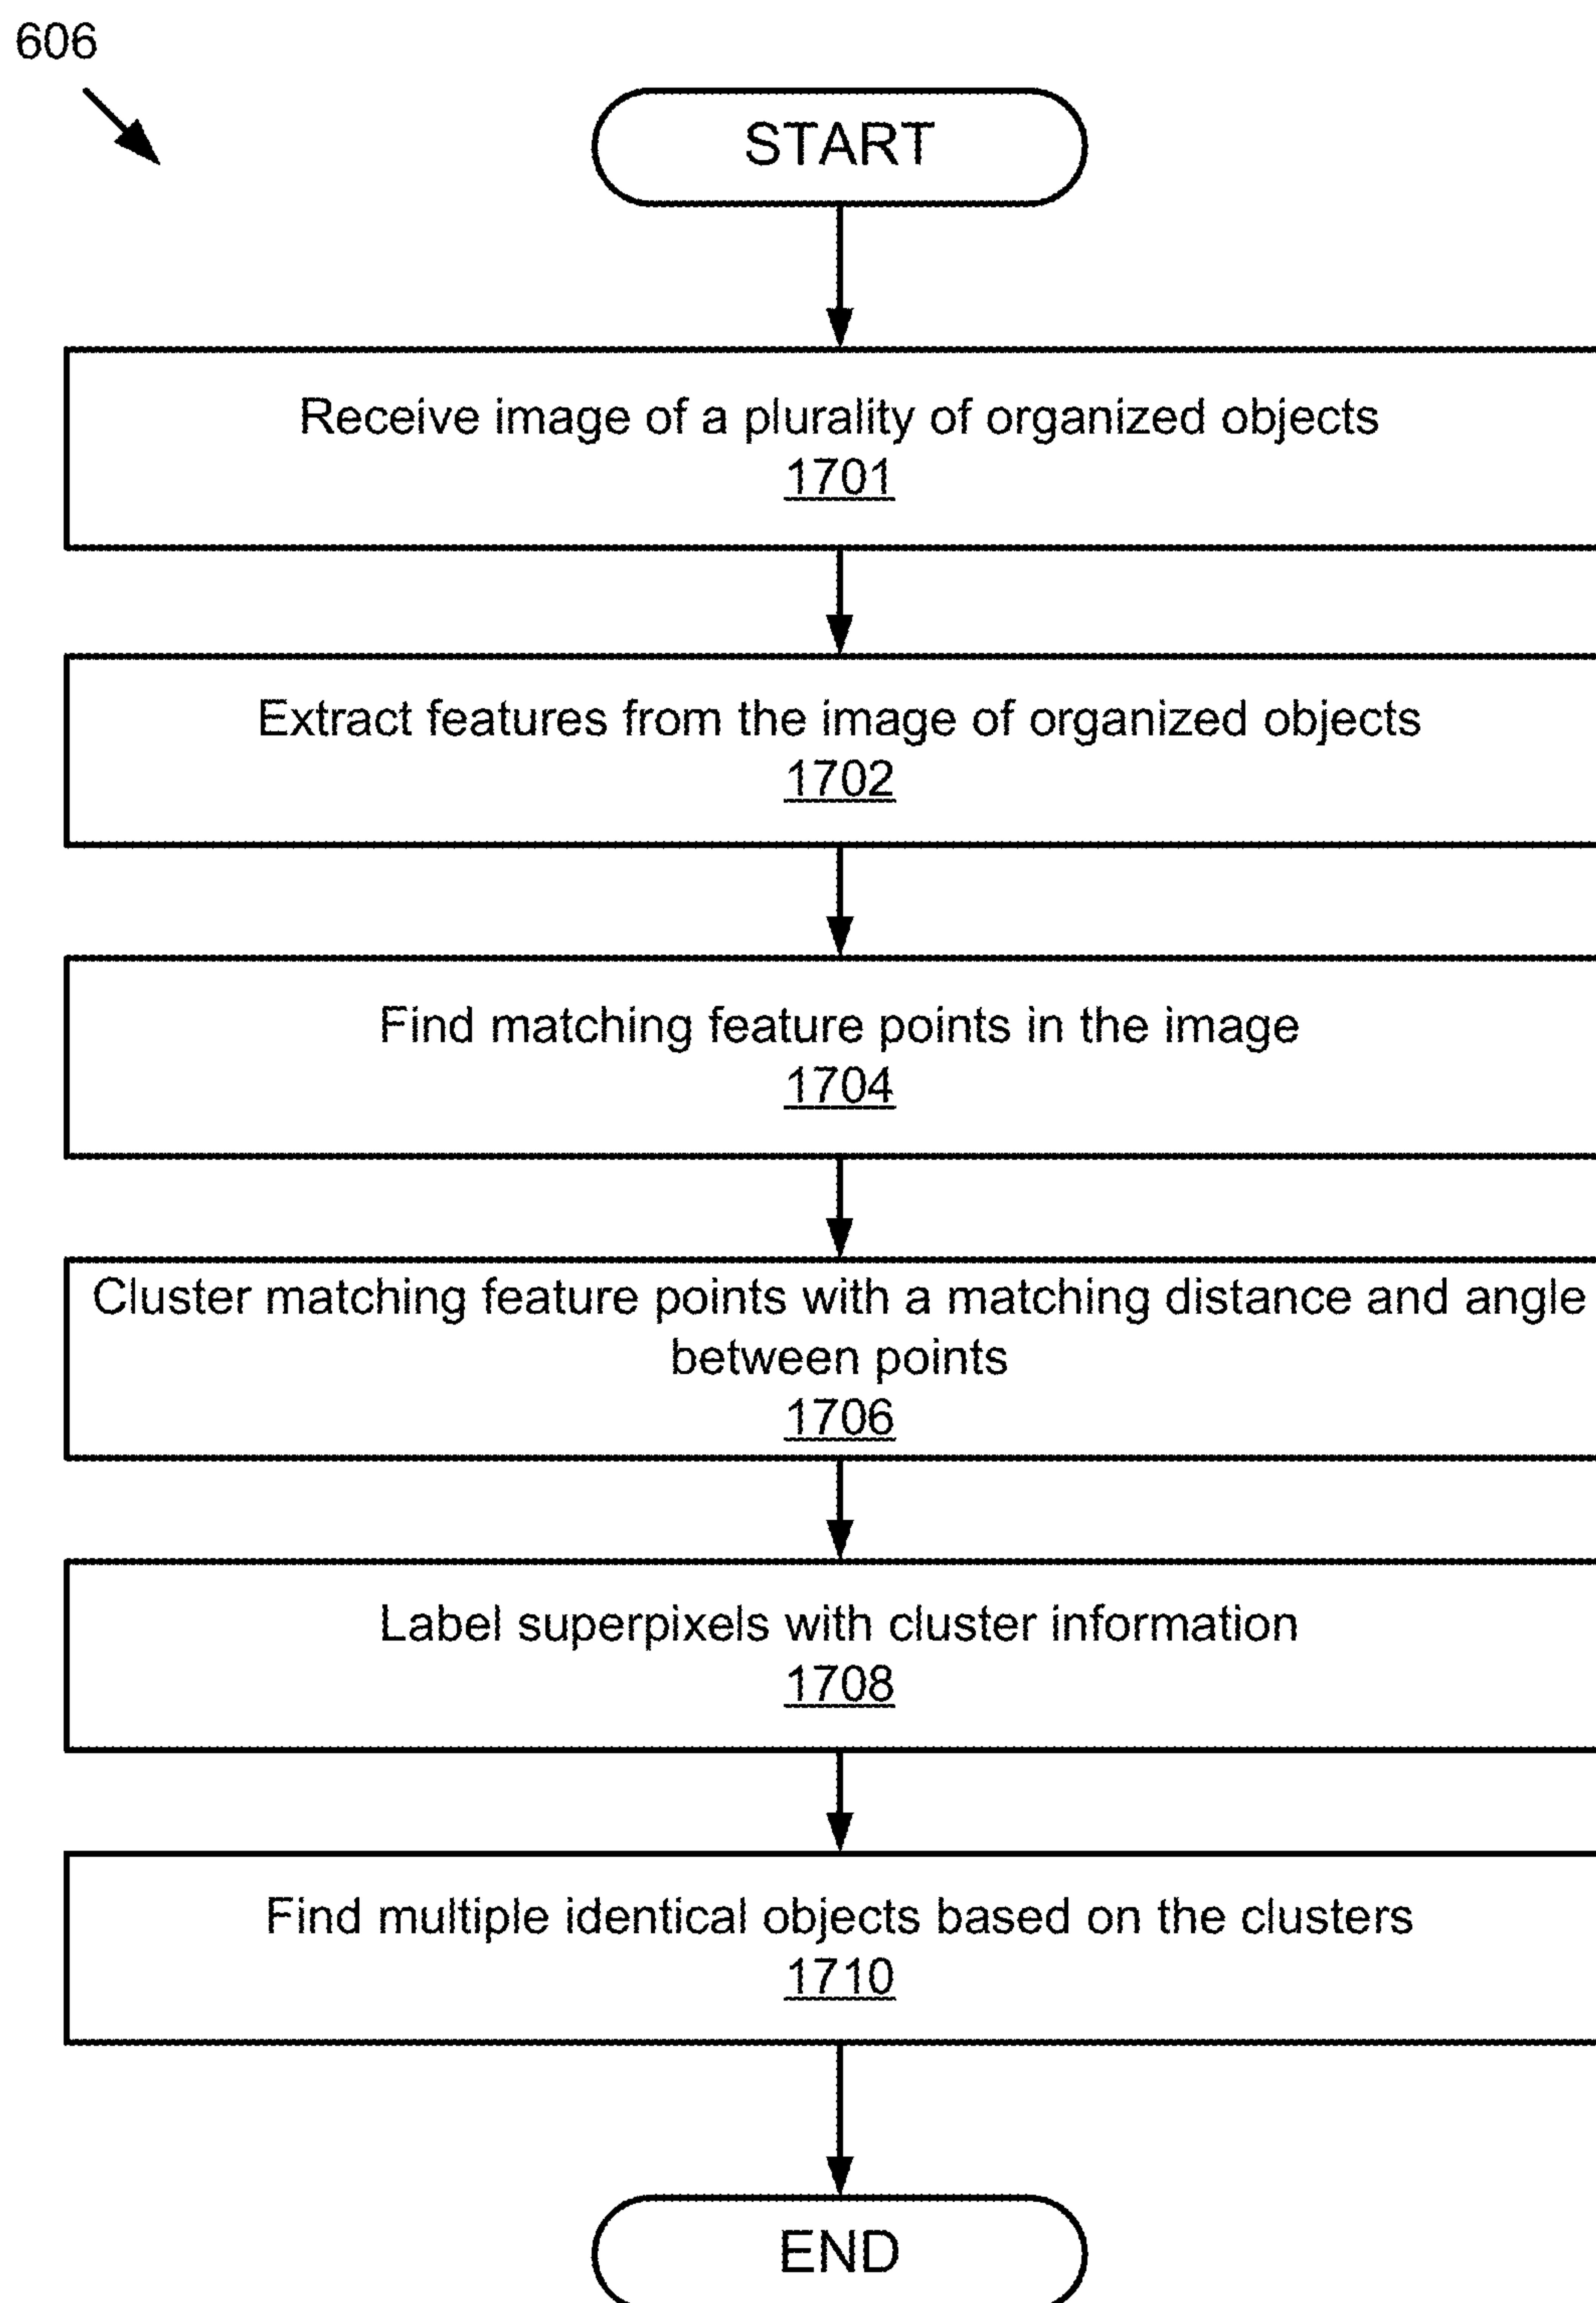 606
START
Receive image of a plurality of organized objects
1701
Extract features from the image of organized objects
1702
Find matching feature points in the image
1704
Cluster matching feature points with a matching distance and angle
between points
1706
Label superpixels with cluster information
1708
Find multiple identical objects based on the clusters
1710
END